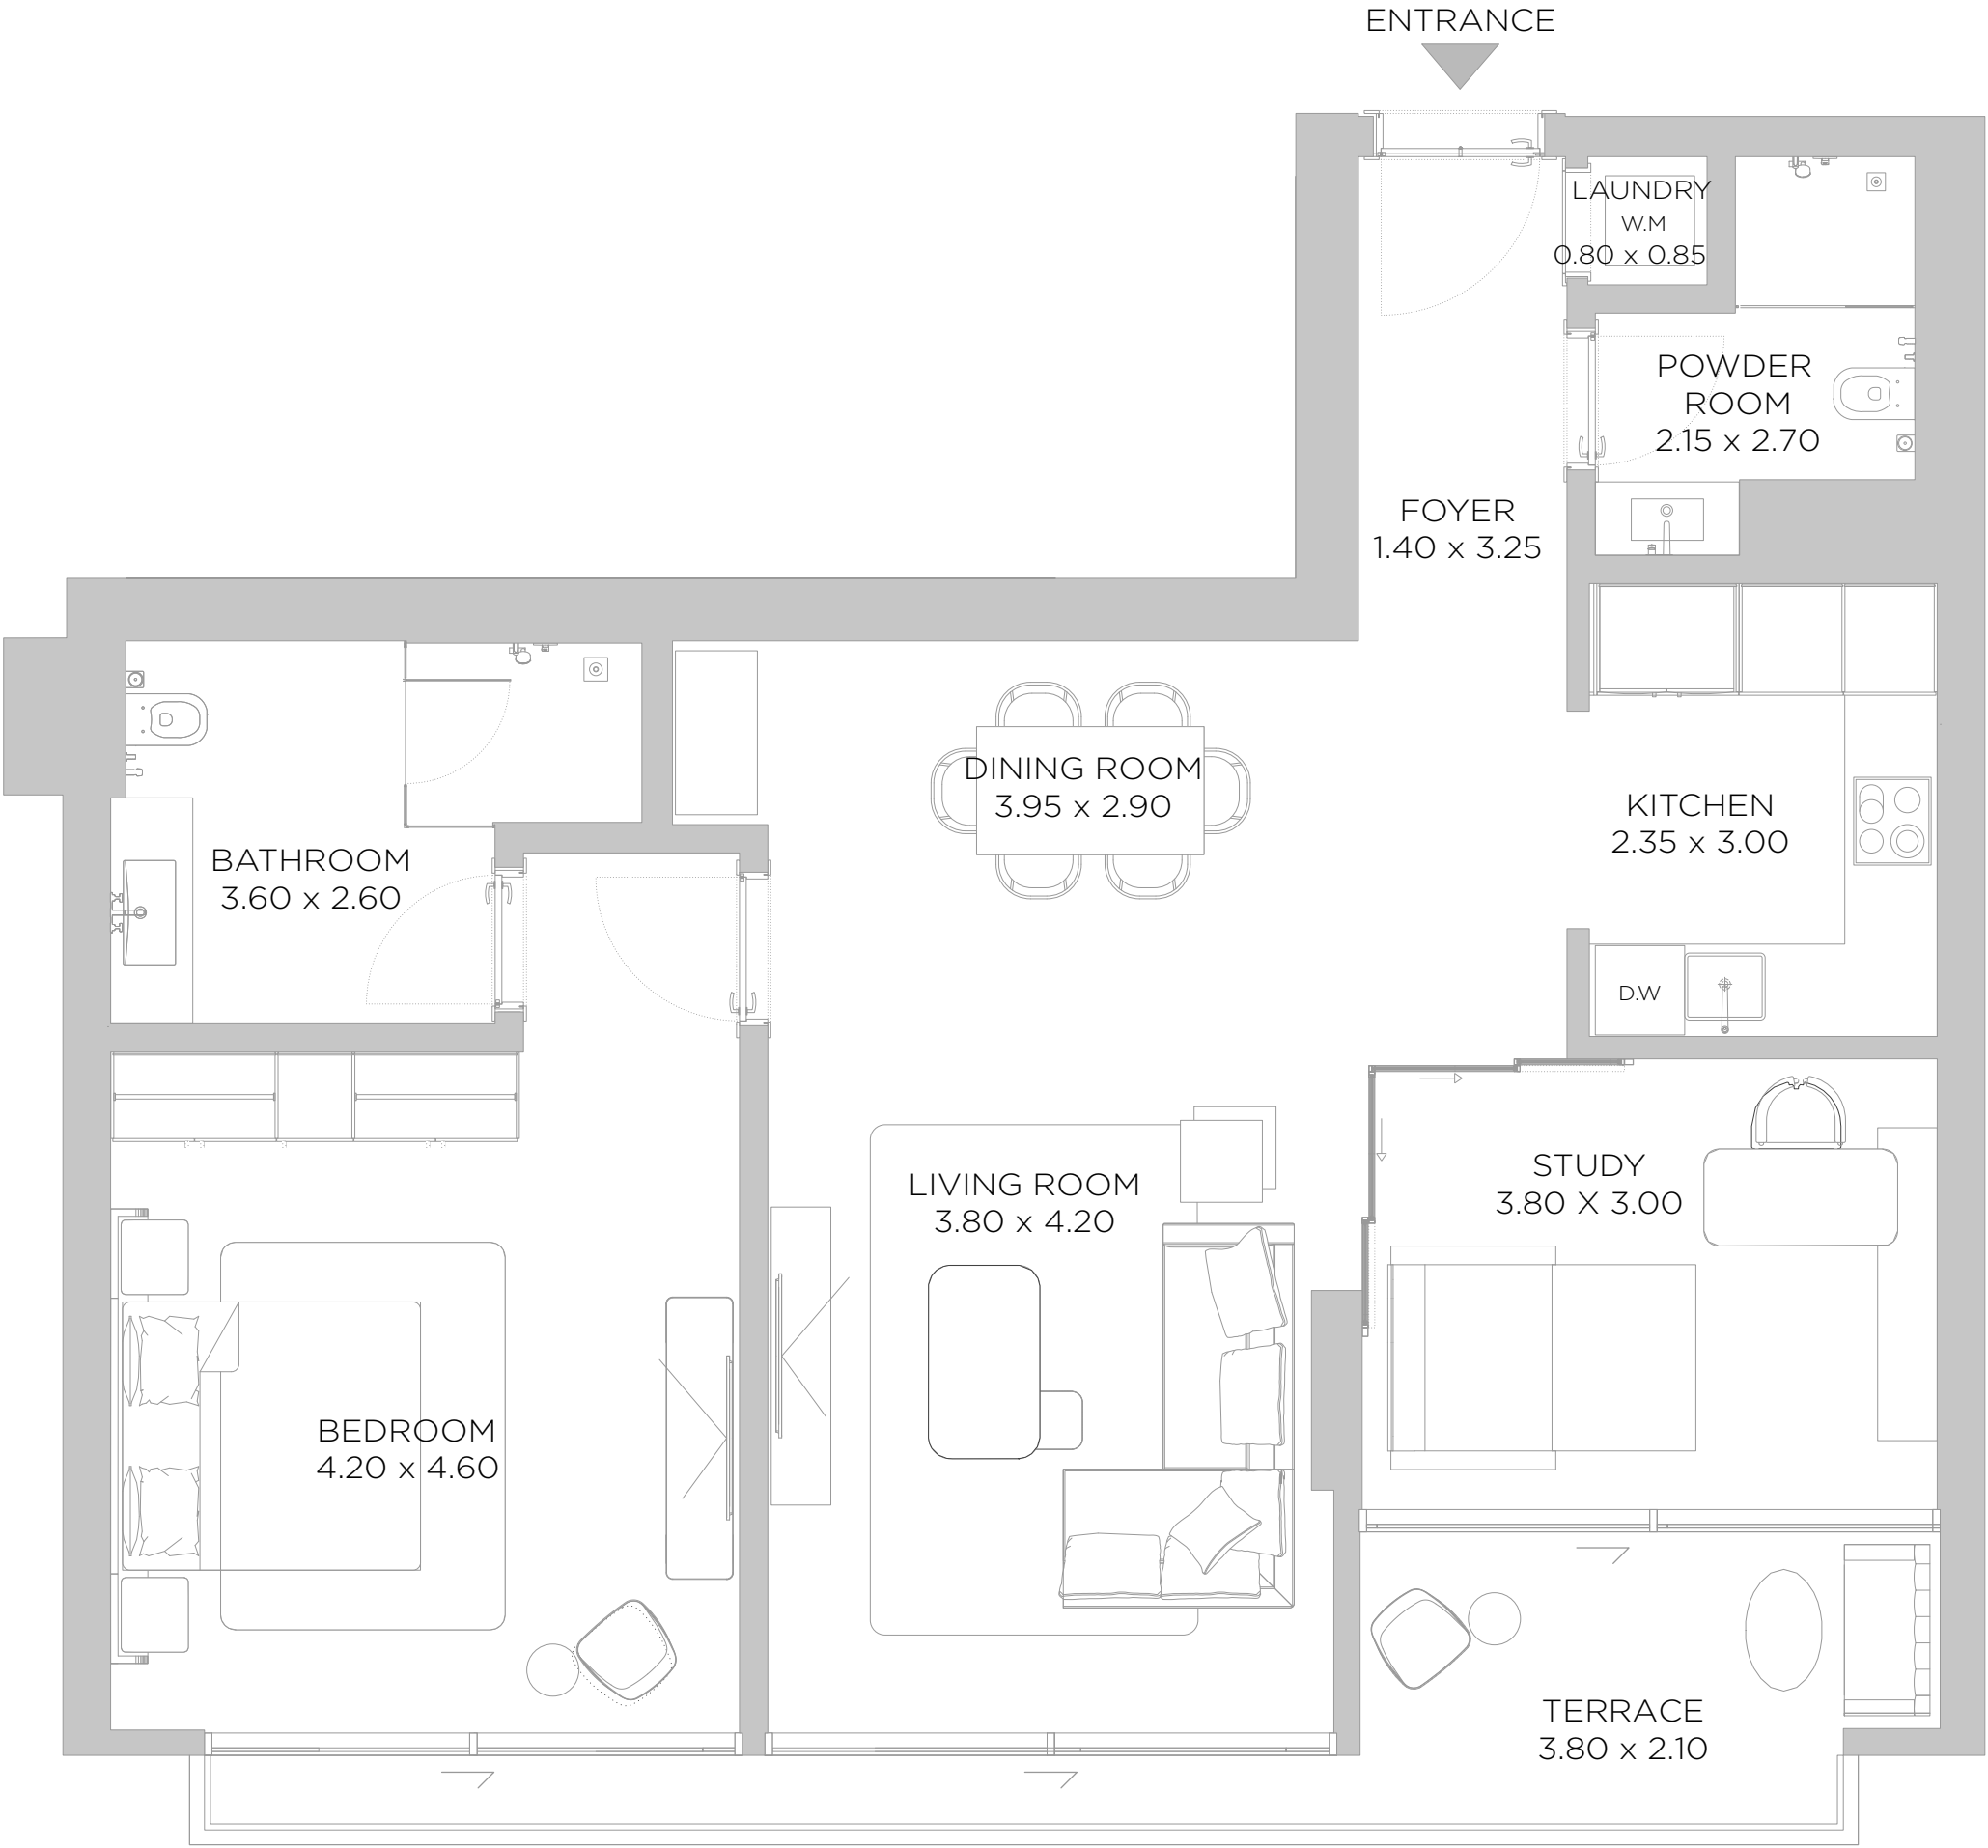 ENTRANCE
LAUNDRY
W.M
0.80 x 0.85
POWDER
ROOM
2.15 x 2.70
FOYER
1.40 x 3.25
DINING ROOM
3.95 x 2.90
KITCHEN
2.35 x 3.00
BATHROOM
3.60 x 2.60
D.W
LIVING ROOM
3.80 x 4.20
STUDY
3.80 X 3.00
BEDROOM
4.20 x 4.60
TERRACE
3.80 x 2.10